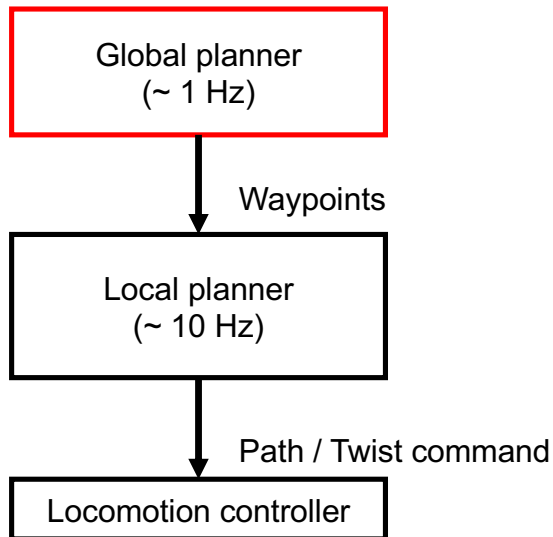 Global planner
(~ 1 Hz)
Waypoints
Local planner
(~ 10 Hz)
Path / Twist command
Locomotion controller